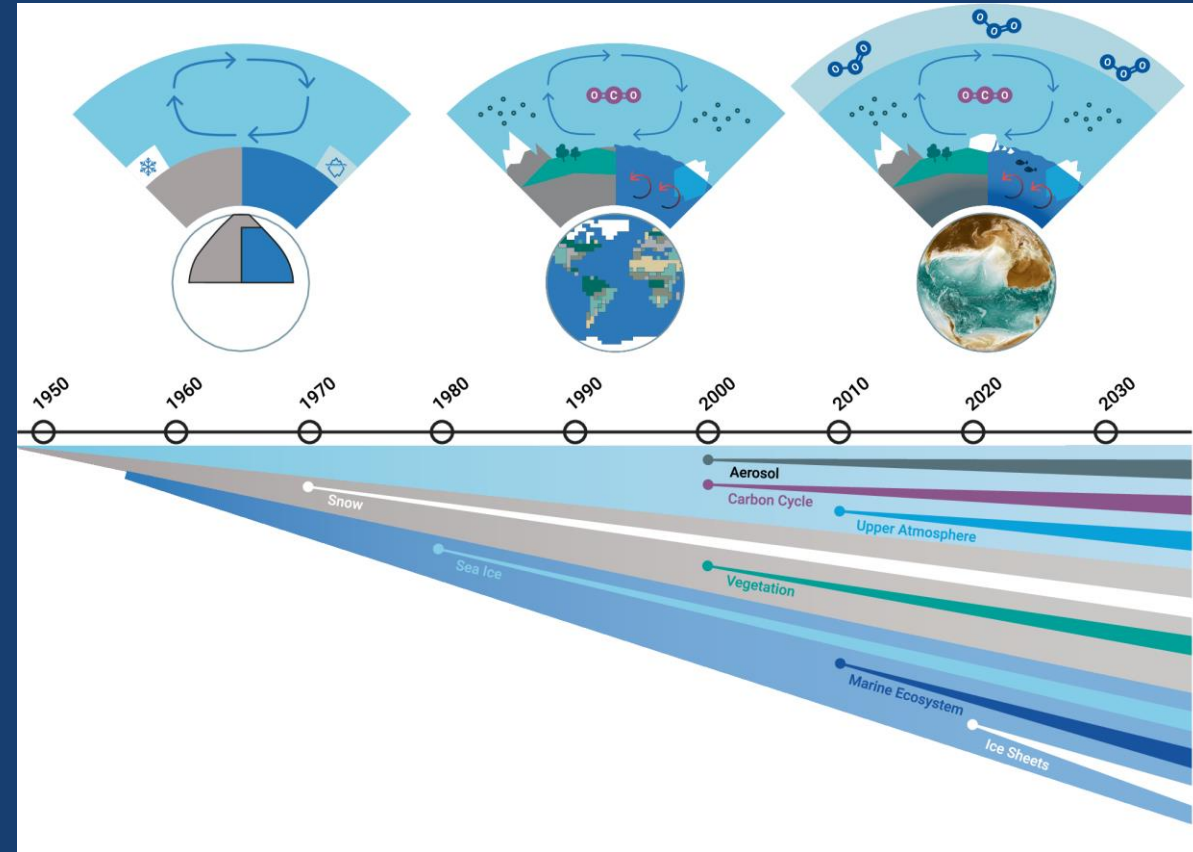 O
O
O
O
O
O
O
O
O
O C O
O C O
1950
1960
1970
1980
1990
2000
2010
2020
2030
Aerosol
Carbon Cycle
Snow
Upper Atmosphere
Sea Ice
Vegetation
Marine Ecosystem
Ice Sheets